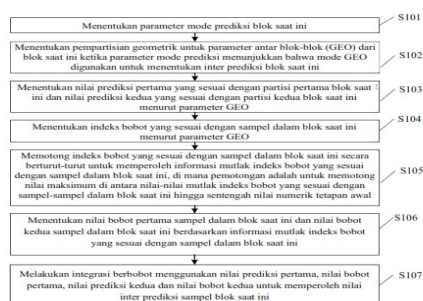 Menentukan parameter mode prediksi blok saat ini
S101
Menentukan pempartisian geometrik untuk parameter antar blok-blok (GEO) dari
blok saat ini ketika parameter mode prediksi menunjukkan bahwa mode GEO
digunakan untuk menentukan inter prediksi blok saat ini
S102
Menentukan nilai prediksi pertama yang sesuai dengan partisi pertama blok saat
ini dan nilai prediksi kedua yang sesuai dengan partisi kedua blok saat ini
menurut parameter GEO
S103
Menentukan indeks bobot yang sesuai dengan sampel dalam blok saat ini
menurut parameter GEO
S104
Memotong indeks bobot yang sesuai dengan sampel dalam blok saat ini secara
berturut-turut untuk memperoleh informasi mutlak indeks bobot yang sesuai
dengan sampel dalam blok saat ini, di mana pemotongan adalah untuk memotong
nilai maksimum di antara nilai-nilai mutlak indeks bobot yang sesuai dengan
sampel-sampel dalam blok saat ini hingga sentengah nilai numerik tetapan awal
S105
Menentukan nilai bobot pertama sampel dalam blok saat ini dan nilai bobot
kedua sampel dalam blok saat ini berdasarkan informasi mutlak indeks bobot
yang sesuai dengan sampel dalam blok saat ini
S106
Melakukan integrasi berbobot menggunakan nilai prediksi pertama, nilai bobot
pertama, nilai prediksi kedua dan nilai bobot kedua untuk memperoleh nilai
inter prediksi sampel blok saat ini
S107